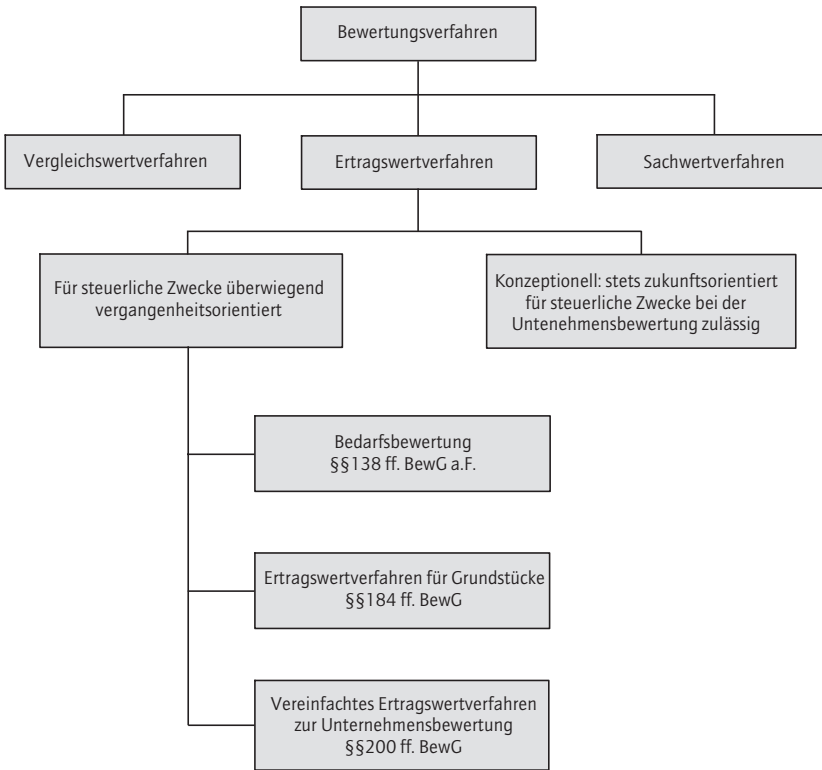 Bewertungsverfahren
Vergleichswertverfahren
Ertragswertverfahren
Sachwertverfahren
Für steuerliche Zwecke überwiegend
vergangenheitsorientiert
Konzeptionell: stets zukunftsorientiert
für steuerliche Zwecke bei der
Untenehmensbewertung zulässig
Bedarfsbewertung
§§138 ff. BewG a.F.
Ertragswertverfahren für Grundstücke
§§184 ff. BewG
Vereinfachtes Ertragswertverfahren
zur Unternehmensbewertung
§§200 ff. BewG